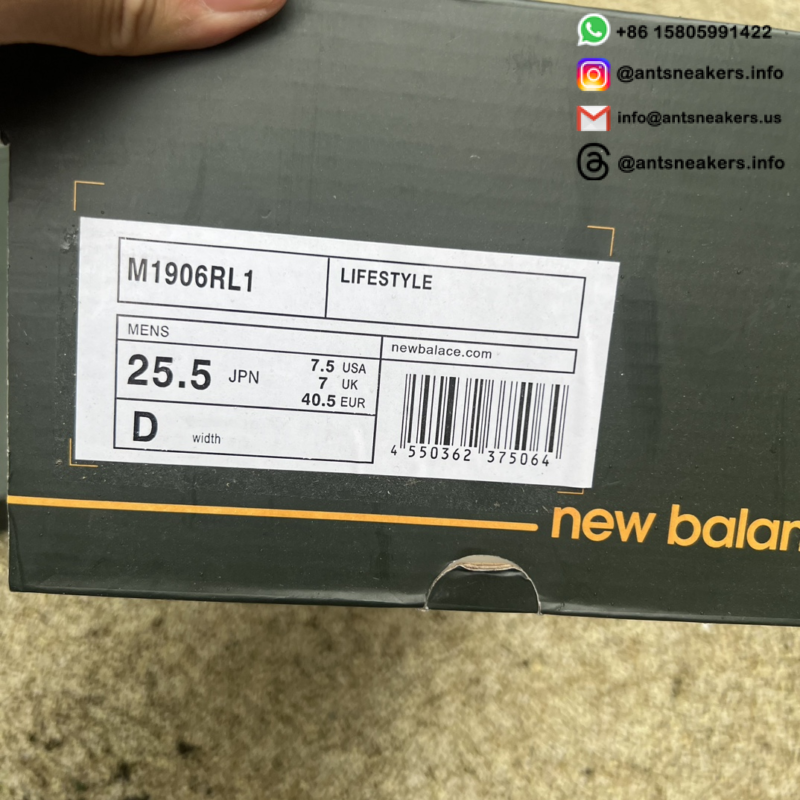 +86 15805991422
@antsneakers.info
info@antsneakers.us
@antsneakers.info
M1906RL1
LIFESTYLE
MENS
newbalace.com
25.5 JPN
7.5 USA
7 UK
40.5 EUR
D width
4 550362 375064
new balan